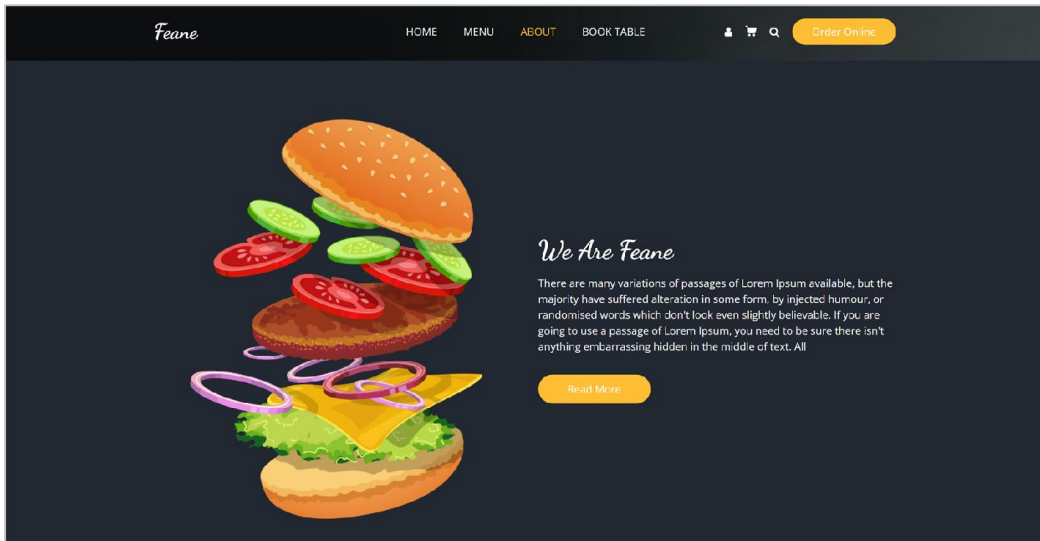 Feane
HOME MENU ABOUT BOOK TABLE
Order Online
We Are Feane
There are many variations of passages of Lorem Ipsum available, but the
majority have suffered alteration in some form, by injected humour, or
randomised words which don't look even slightly believable. If you are
going to use a passage of Lorem Ipsum, you need to be sure there isn't
anything embarrassing hidden in the middle of text. All
Read More